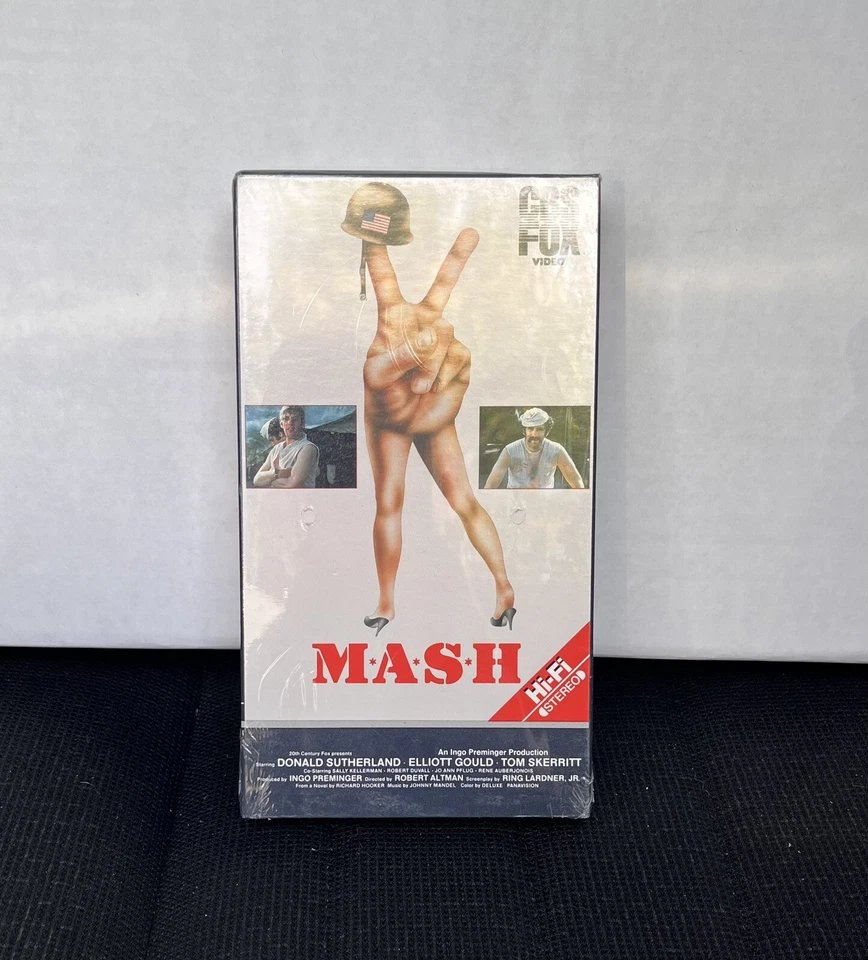 CBS
FOX
VIDEO
M*A*S*H
Hi-Fi
STEREO
20th Century Fox presents
An Ingo Preminger Production
Starring DONALD SUTHERLAND · ELLIOTT GOULD · TOM SKERRITT
Co-Starring SALLY KELLERMAN · ROBERT DUVALL · JO ANN PFLUG · RENE AUBERJONOIS
Produced by INGO PREMINGER Directed by ROBERT ALTMAN Screenplay by RING LARDNER, JR.
From a Novel by RICHARD HOOKER Music by JOHNNY MANDEL Color by DELUXE PANAVISION